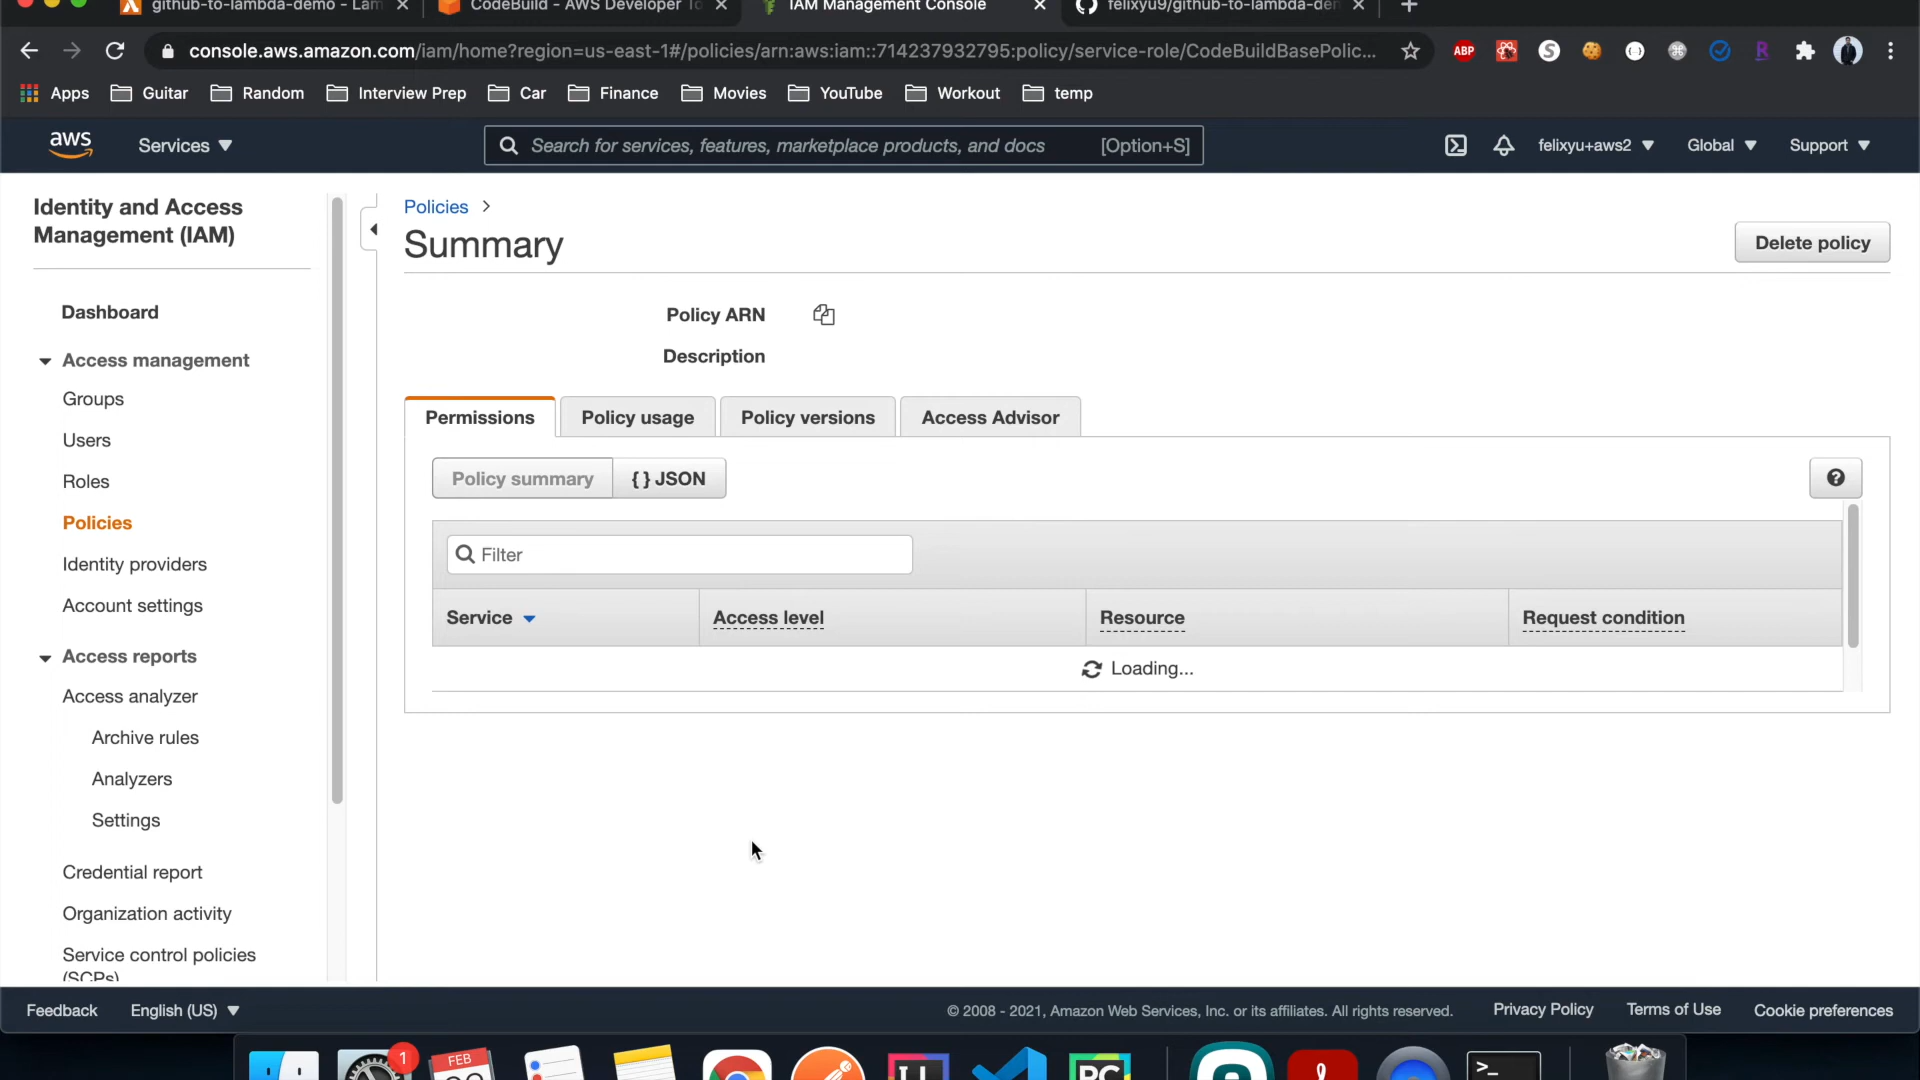 github-to-lambda-demo - Lam
CodeBuild - AWS Developer To
IAM Management Console
felixyu9/github-to-lambda-den
console.aws.amazon.com/iam/home?region=us-east-1#/policies/arn:aws:iam::714237932795:policy/service-role/CodeBuildBasePolic...
ABP
Apps
Guitar
Random
Interview Prep
Car
Finance
Movies
YouTube
Workout
temp
aws
Services
Search for services, features, marketplace products, and docs
[Option+S]
felixyu+aws2
Global
Support
Identity and Access
Management (IAM)
Dashboard
Access management
Groups
Users
Roles
Policies
Identity providers
Account settings
Access reports
Access analyzer
Archive rules
Analyzers
Settings
Credential report
Organization activity
Service control policies
(SCPs)
Policies >
Summary
Delete policy
Policy ARN
Description
Permissions
Policy usage
Policy versions
Access Advisor
Policy summary
{ } JSON
Filter
Service
Access level
Resource
Request condition
Loading...
Feedback
English (US)
© 2008 - 2021, Amazon Web Services, Inc. or its affiliates. All rights reserved.
Privacy Policy
Terms of Use
Cookie preferences
1
FEB
PC
>_